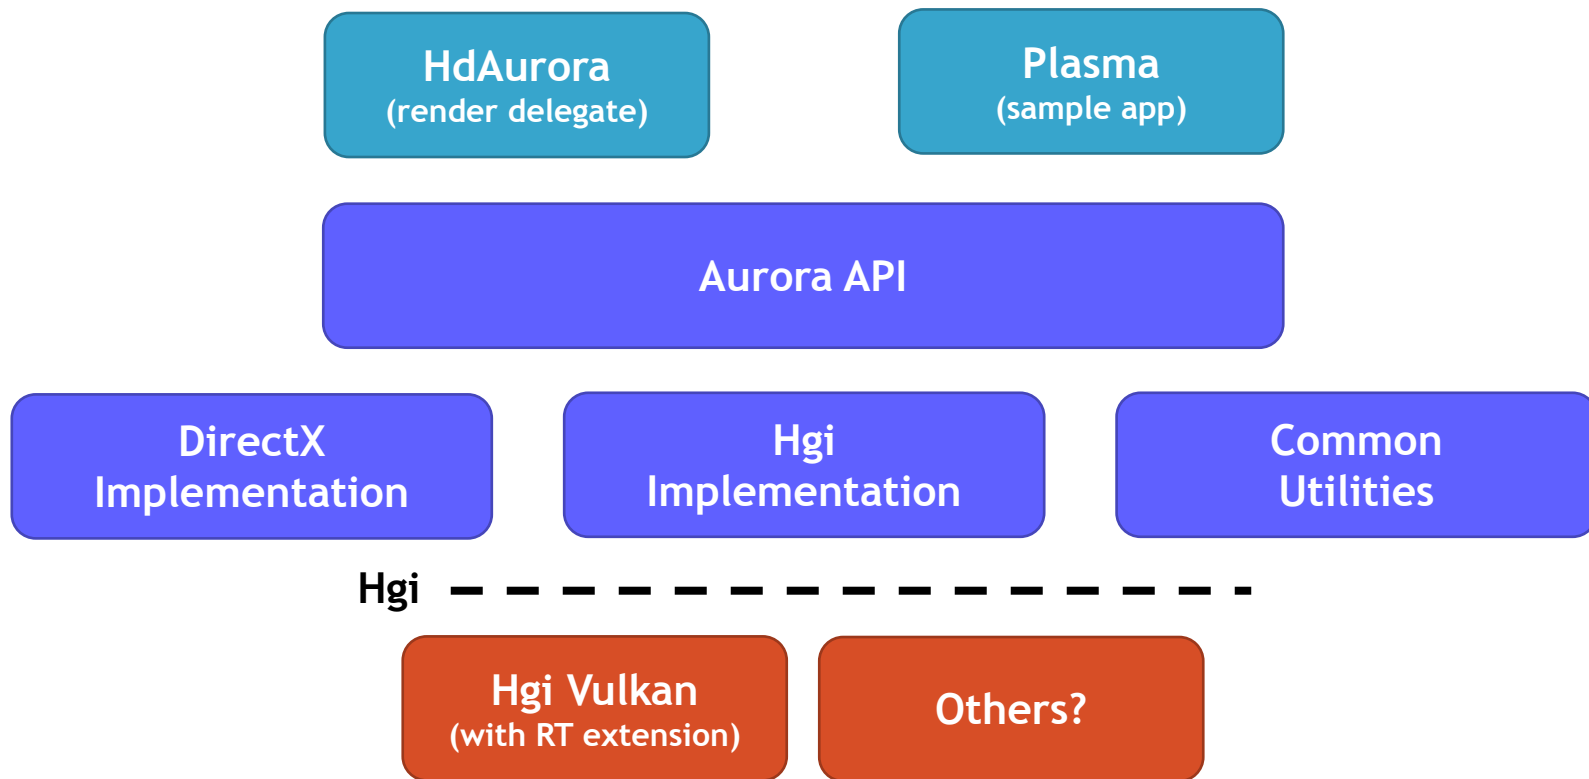 HdAurora
(render delegate)
Plasma
(sample app)
Aurora API
DirectX
Implementation
Hgi
Implementation
Common
Utilities
Hgi
Hgi Vulkan
(with RT extension)
Others?